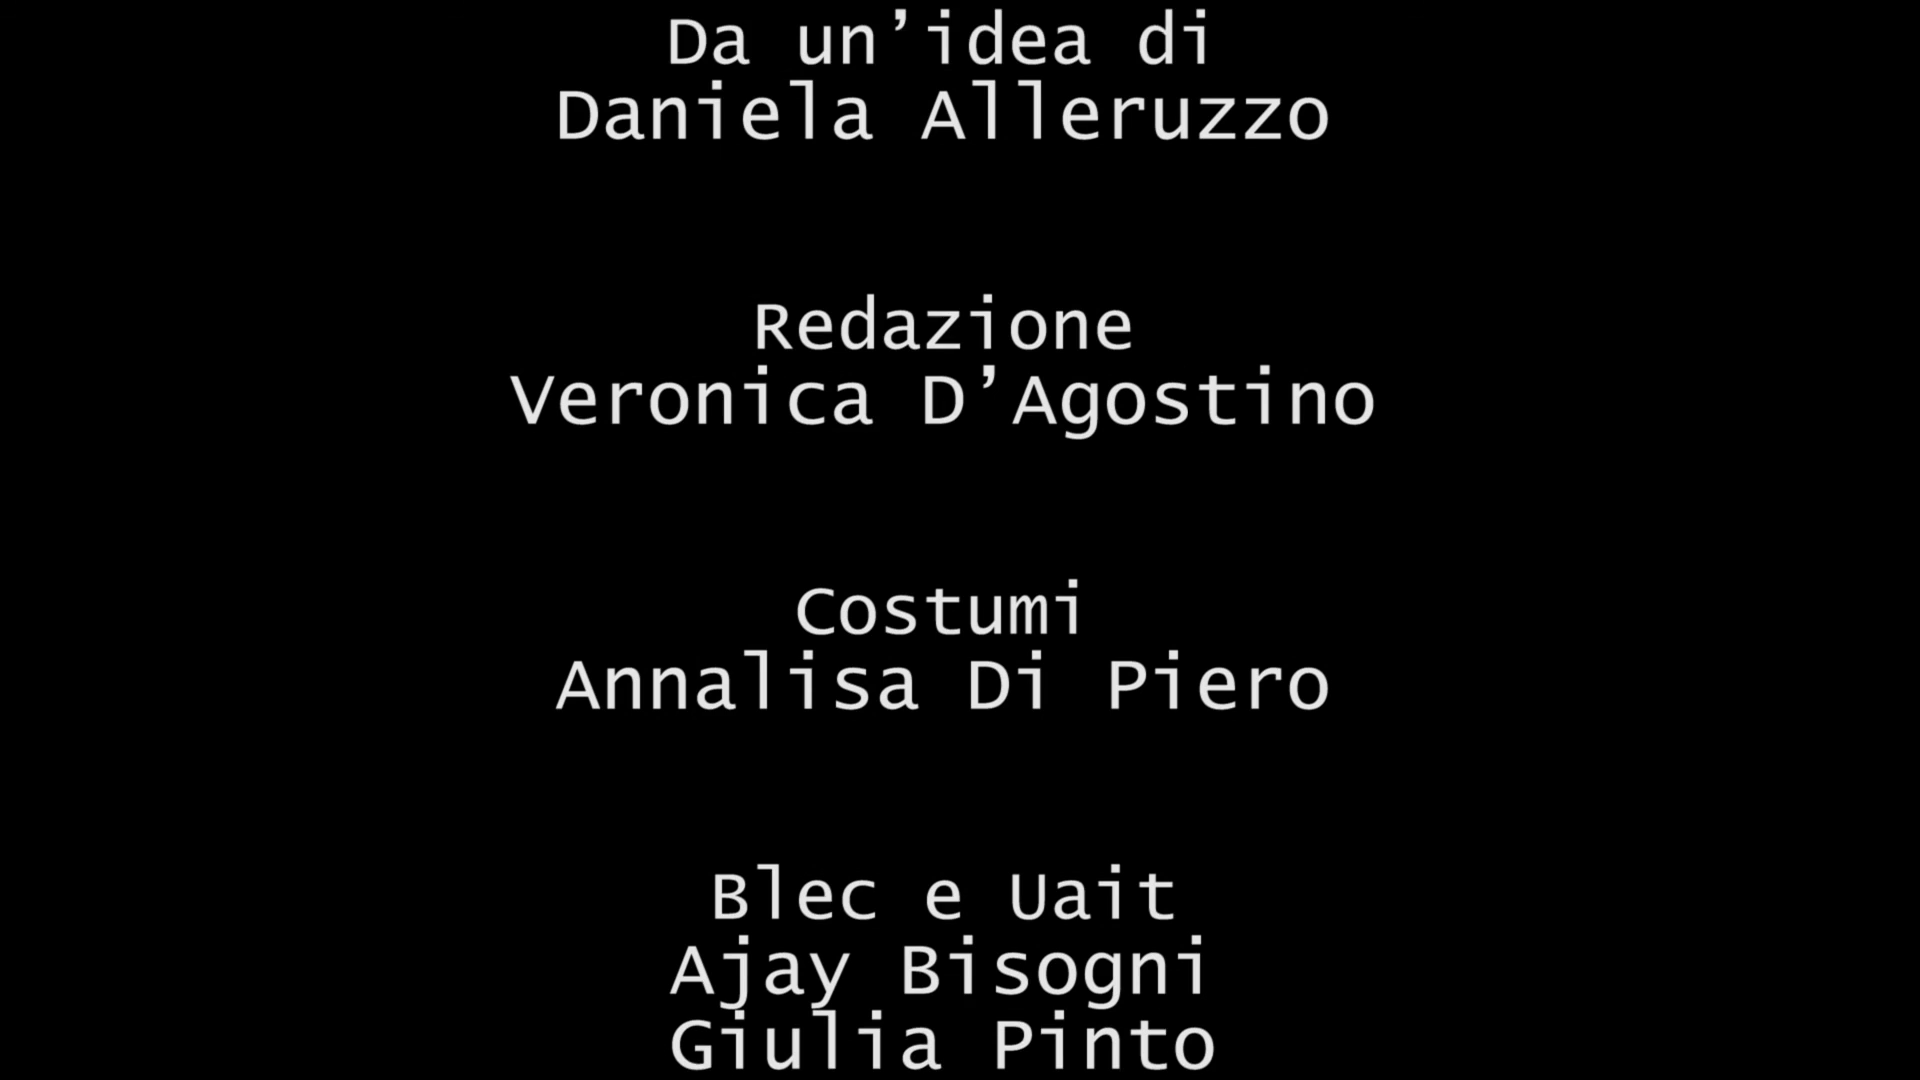 Da un’idea di
Daniela Alleruzzo
Redazione
Veronica D’Agostino
Costumi
Annalisa Di Piero
Blec e Uait
Ajay Bisogni
Giulia Pinto